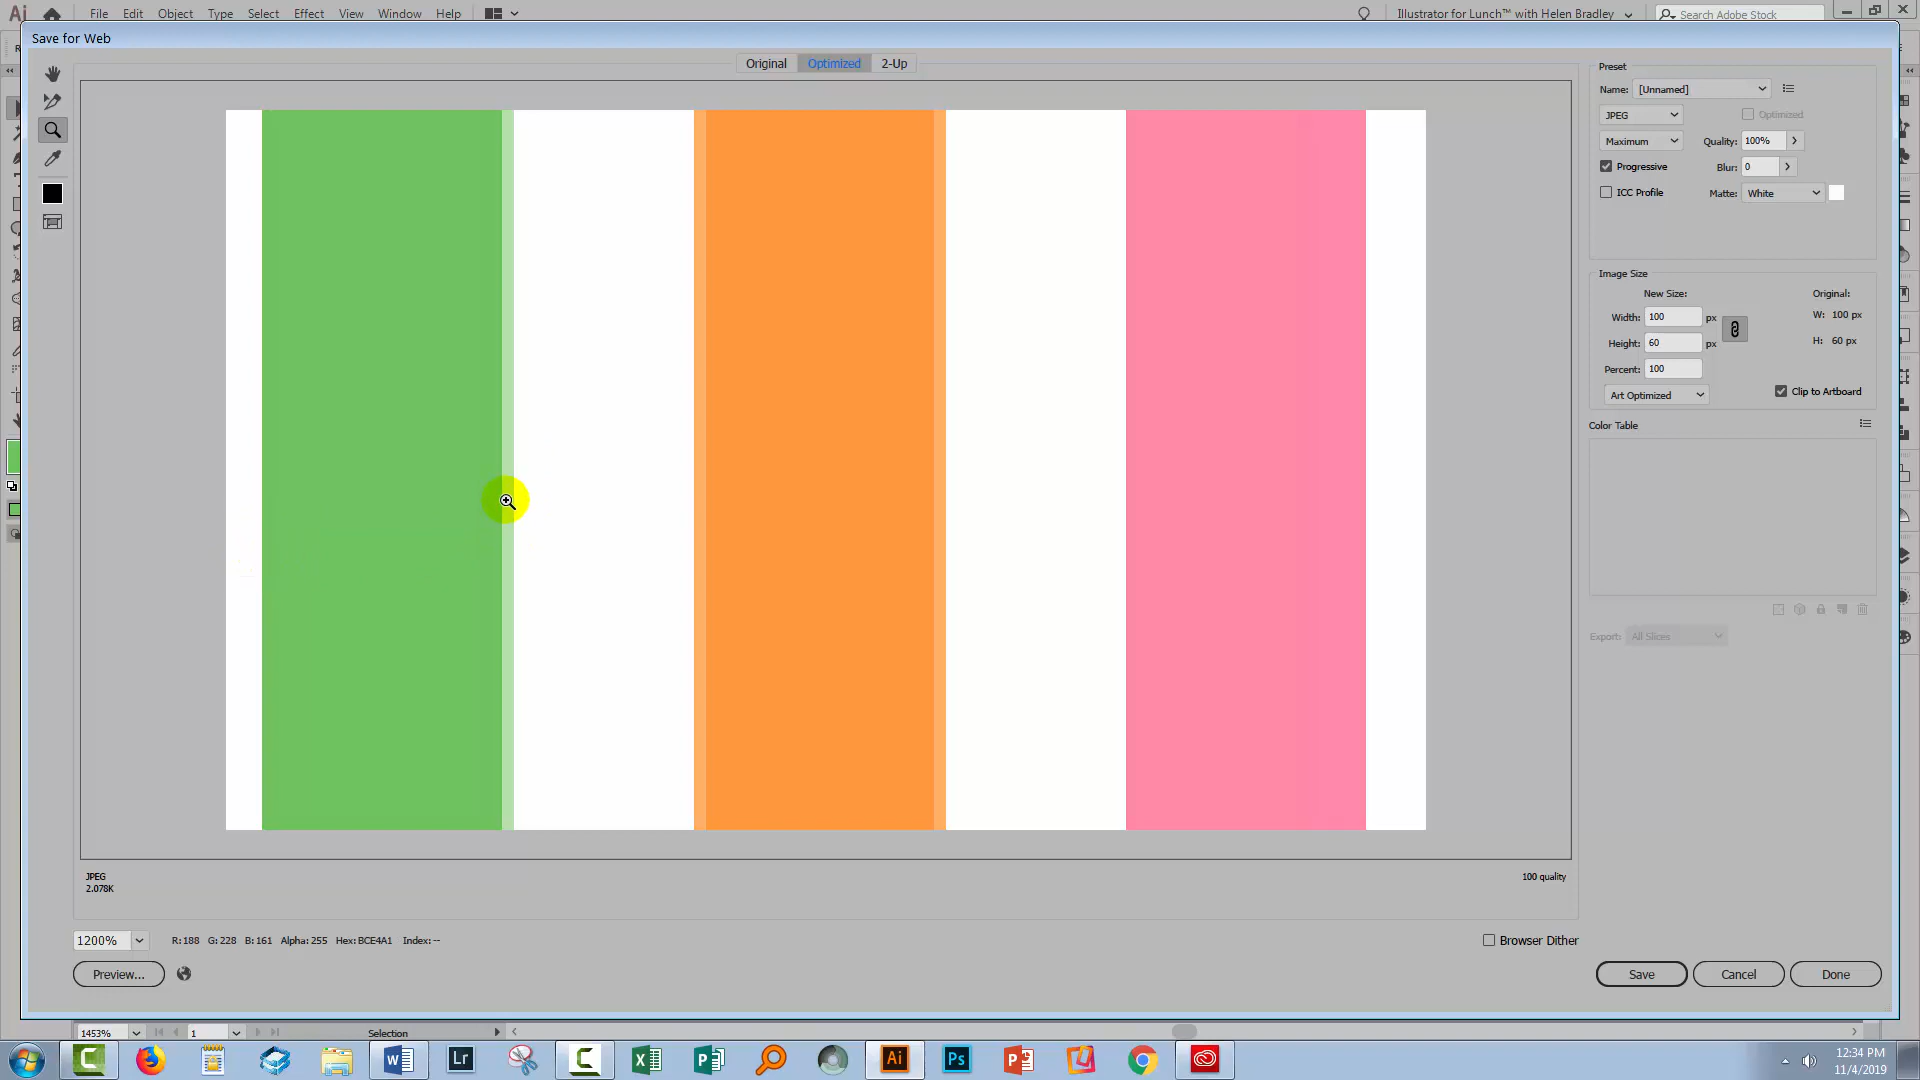 Ai File Edit Object Type Select Effect View Window Help Illustrator for Lunch™ with Helen Bradley Search Adobe Stock
Save for Web
Original Optimized 2-Up
Preset
Name: [Unnamed]
JPEG Optimized
Maximum Quality: 100%
Progressive Blur: 0
ICC Profile Matte: White
Image Size
New Size: Original:
Width: 100 px W: 100 px
Height: 60 px H: 60 px
Percent: 100
Art Optimized Clip to Artboard
Color Table
Export: All Slices
JPEG 100 quality
2.078K
1200% R: 188 G: 228 B: 161 Alpha: 255 Hex: BCE4A1 Index: -- Browser Dither
Preview... Save Cancel Done
1453% 1 Selection
Lr Ai Ps
12:34 PM
11/4/2019